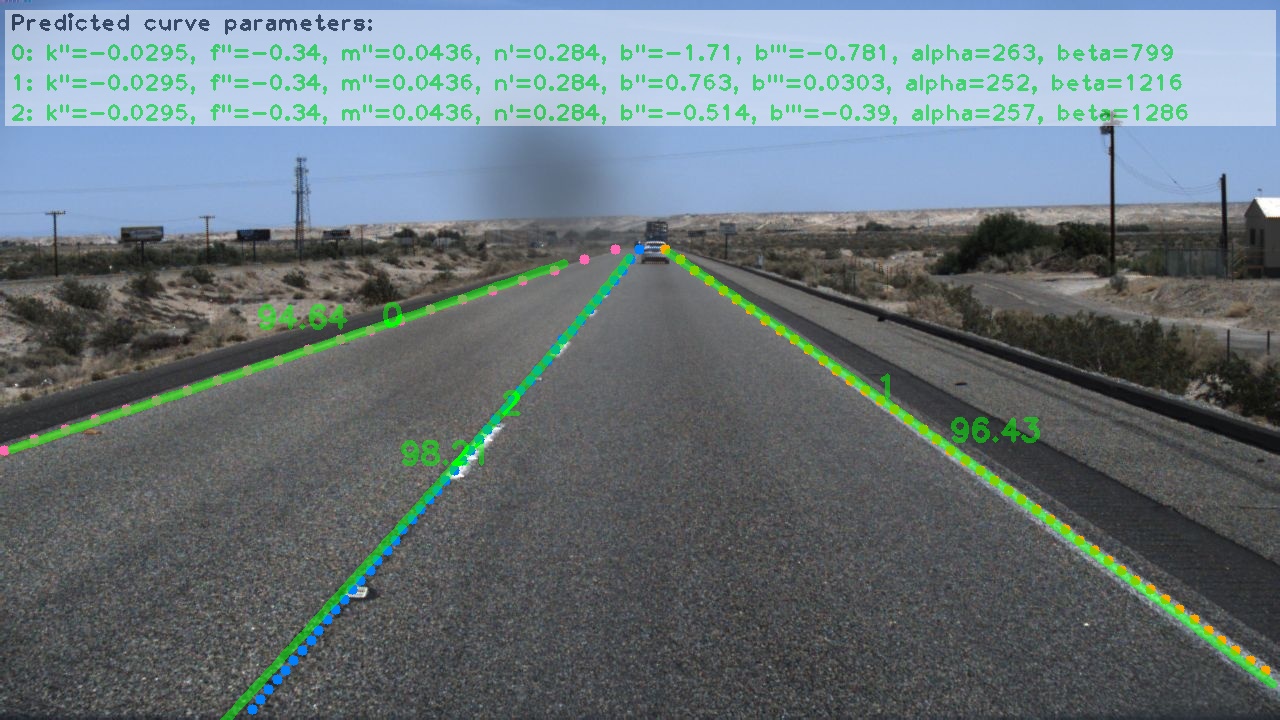 Predicted curve parameters:
0: k''=−0.0295, f''=−0.34, m''=0.0436, n'=0.284, b''=−1.71, b'''=−0.781, alpha=263, beta=799
1: k''=−0.0295, f''=−0.34, m''=0.0436, n'=0.284, b''=0.763, b'''=0.0303, alpha=252, beta=1216
2: k''=−0.0295, f''=−0.34, m''=0.0436, n'=0.284, b''=−0.514, b'''=−0.39, alpha=257, beta=1286
94.64 0
1
2
96.43